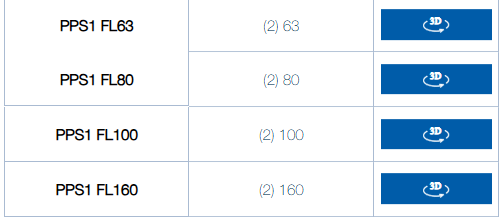 PPS1 FL63 (2) 63 3D
PPS1 FL80 (2) 80 3D
PPS1 FL100 (2) 100 3D
PPS1 FL160 (2) 160 3D